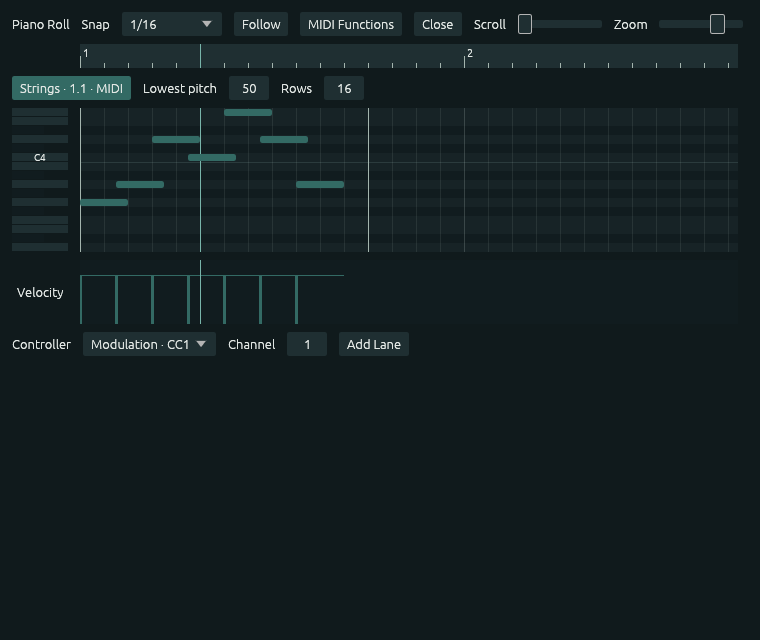 Piano Roll Snap 1/16 Follow MIDI Functions Close Scroll Zoom
1 2
Strings · 1.1 · MIDI Lowest pitch 50 Rows 16
C4
Velocity
Controller Modulation · CC1 Channel 1 Add Lane